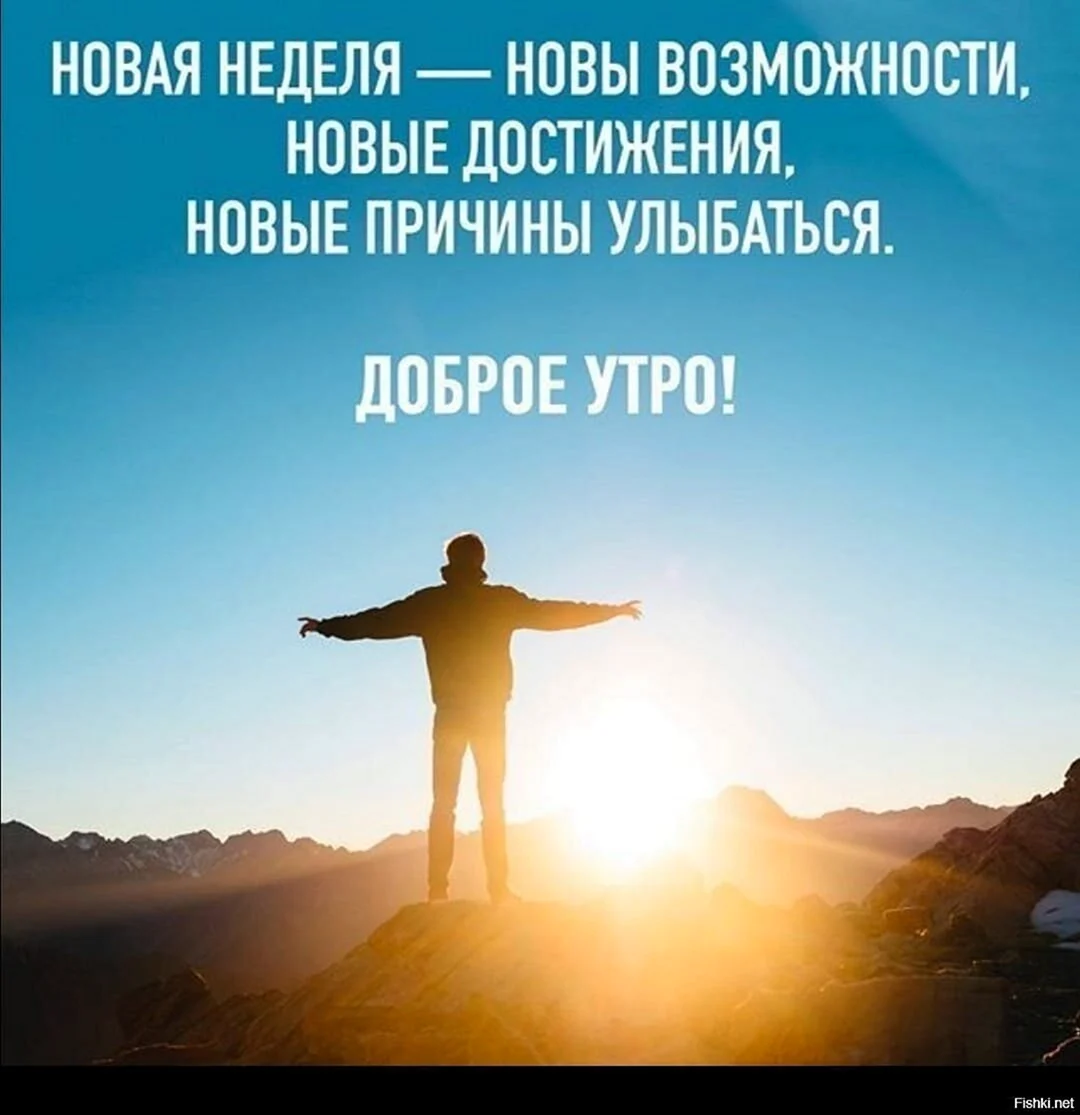 НОВАЯ НЕДЕЛЯ — НОВЫ ВОЗМОЖНОСТИ,
НОВЫЕ ДОСТИЖЕНИЯ,
НОВЫЕ ПРИЧИНЫ УЛЫБАТЬСЯ.
ДОБРОЕ УТРО!
Fishki.net